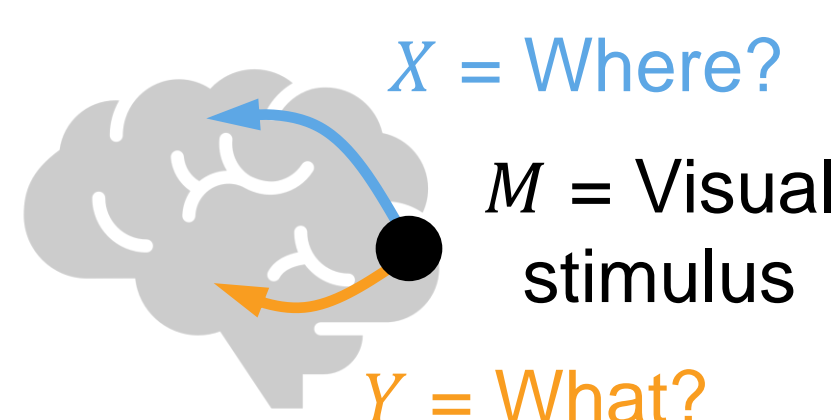 X = Where?
M = Visual
stimulus
Y = What?